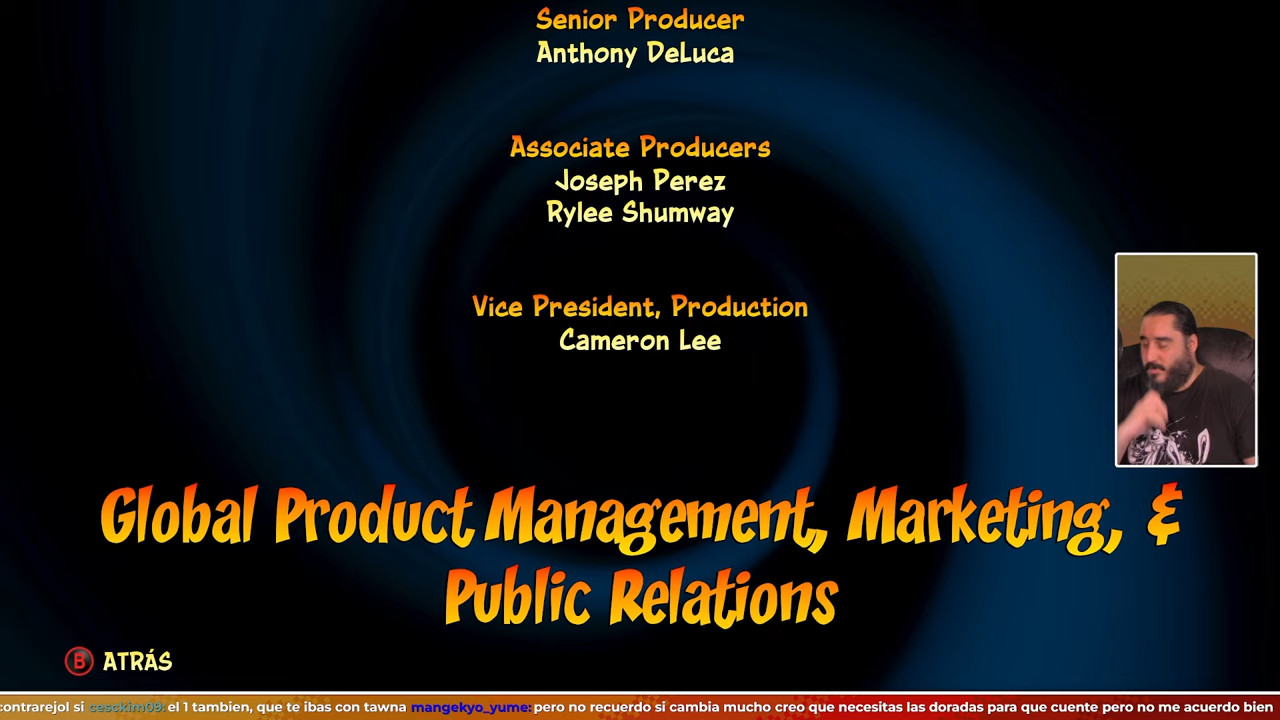 Senior Producer
Anthony DeLuca
Associate Producers
Joseph Perez
Rylee Shumway
Vice President, Production
Cameron Lee
Global Product Management, Marketing, &
Public Relations
B ATRÁS
contrarejol si cesckim09: el 1 tambien, que te ibas con tawna mangekyo_yume: pero no recuerdo si cambia mucho creo que necesitas las doradas para que cuente pero no me acuerdo bien